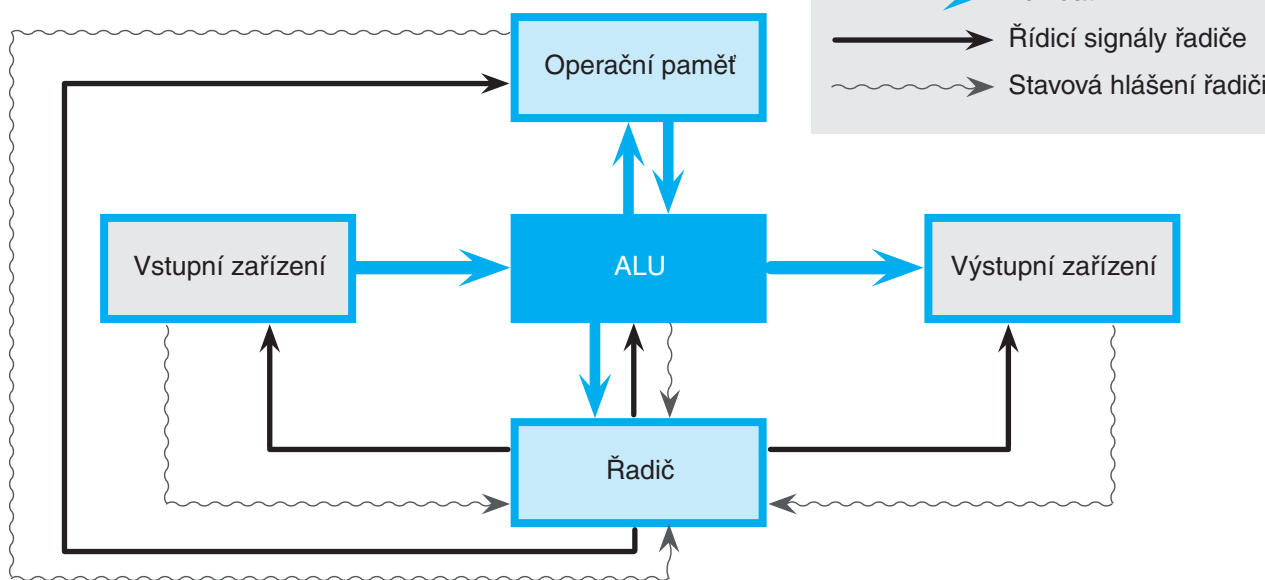 Řídicí signály řadiče
Operační paměť
Stavová hlášení řadiči
Vstupní zařízení
ALU
Výstupní zařízení
Řadič